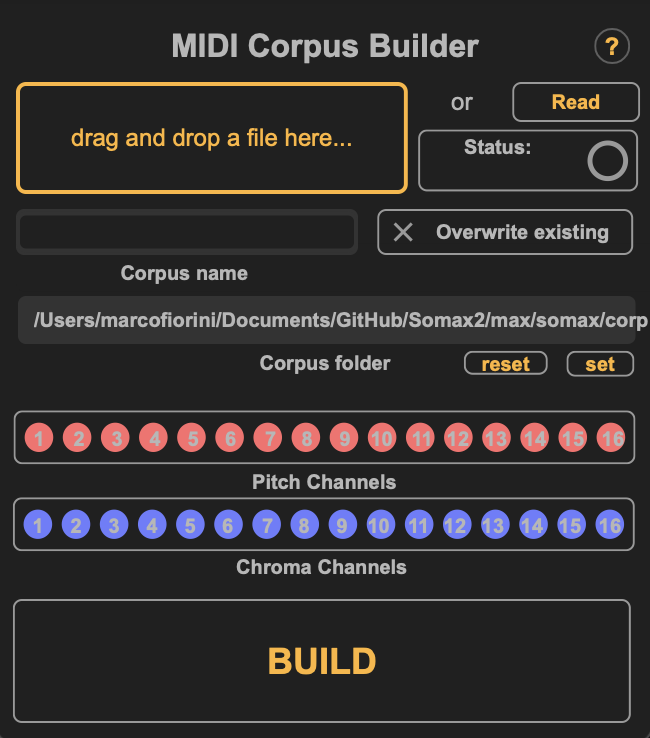 MIDI Corpus Builder
?
drag and drop a file here...
or
Read
Status:
Overwrite existing
Corpus name
/Users/marcofiorini/Documents/GitHub/Somax2/max/somax/corp
Corpus folder
reset
set
1 2 3 4 5 6 7 8 9 10 11 12 13 14 15 16
Pitch Channels
1 2 3 4 5 6 7 8 9 10 11 12 13 14 15 16
Chroma Channels
BUILD